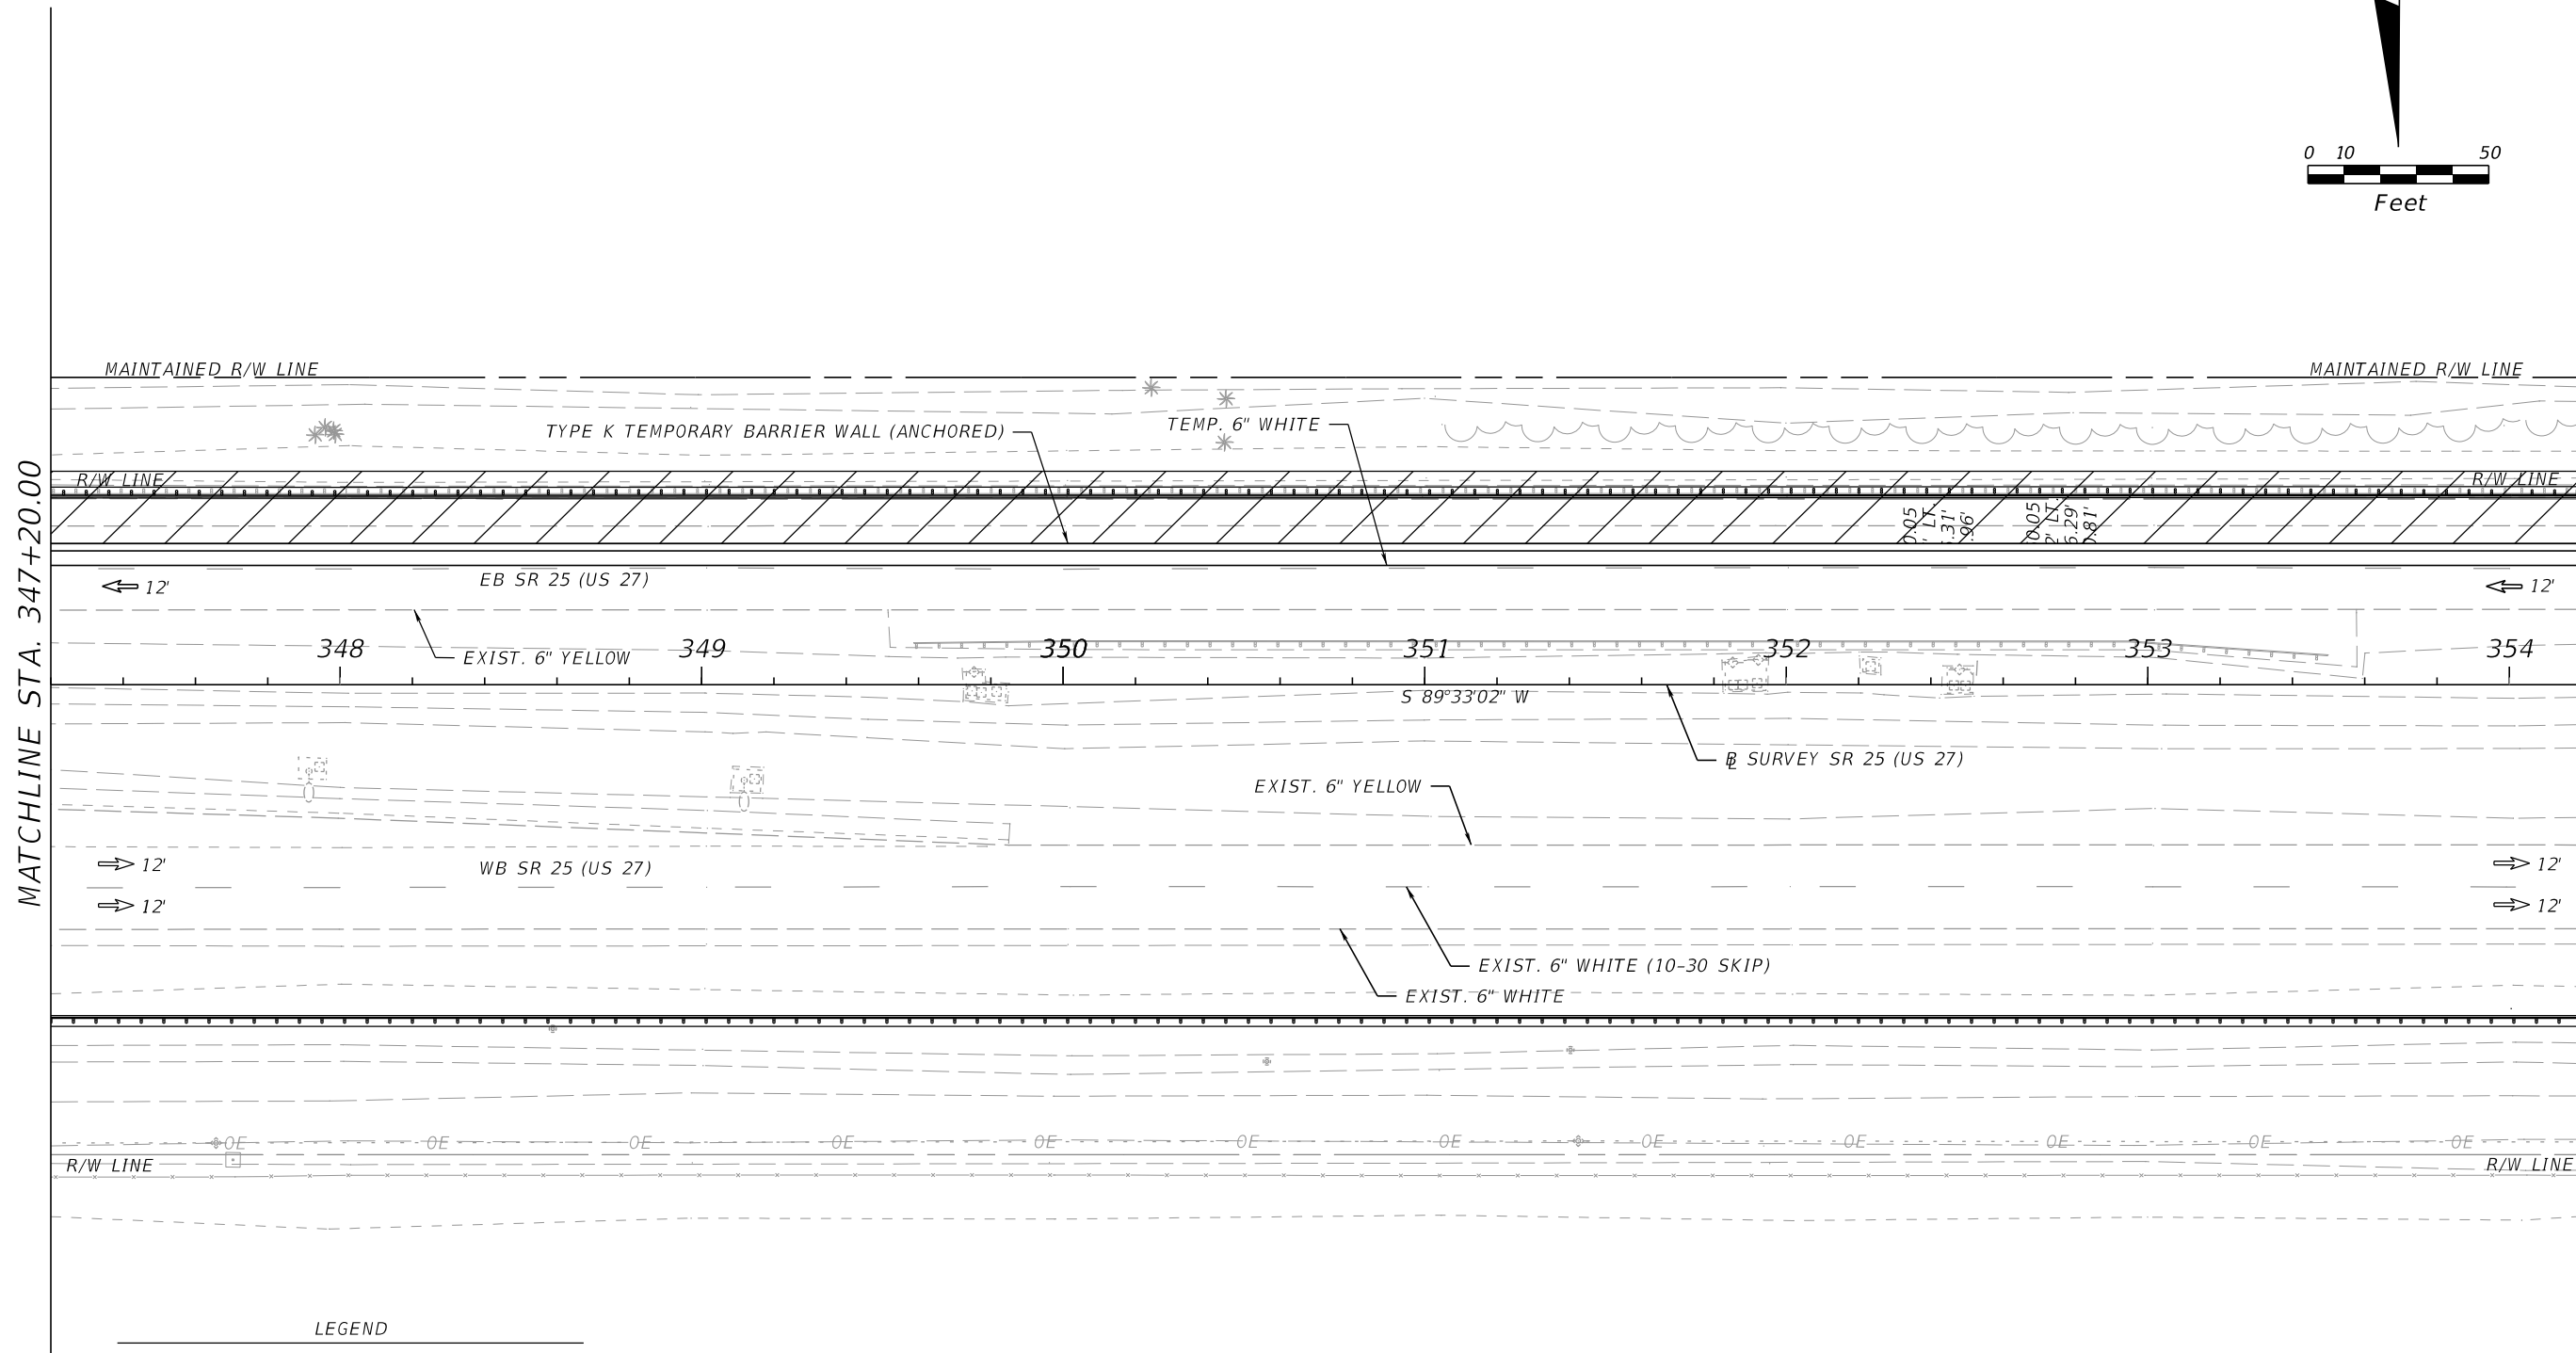 0 10 50
Feet
MAINTAINED R/W LINE
MAINTAINED R/W LINE
TEMP. 6" WHITE
TYPE K TEMPORARY BARRIER WALL (ANCHORED)
R/W LINE
R/W LINE
EB SR 25 (US 27)
12'
12'
348 349 350 351 352 353 354
EXIST. 6" YELLOW
S 89°33'02" W
MATCHLINE STA. 347+20.00
B SURVEY SR 25 (US 27)
EXIST. 6" YELLOW
12'
12'
WB SR 25 (US 27)
12'
12'
EXIST. 6" WHITE (10-30 SKIP)
EXIST. 6" WHITE
OE OE OE OE OE OE OE OE OE OE OE OE
R/W LINE
R/W LINE
LEGEND